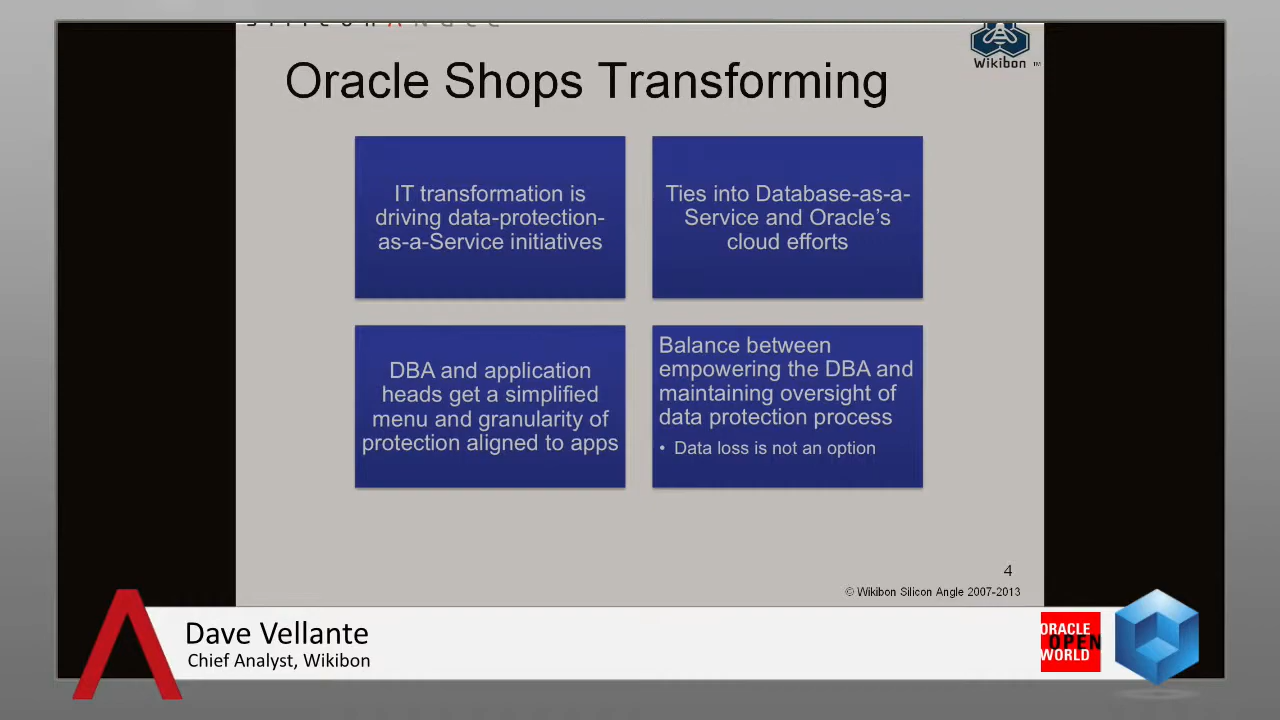 Wikibon
TM
Oracle Shops Transforming
IT transformation is
driving data-protection-
as-a-Service initiatives
Ties into Database-as-a-
Service and Oracle’s
cloud efforts
DBA and application
heads get a simplified
menu and granularity of
protection aligned to apps
Balance between
empowering the DBA and
maintaining oversight of
data protection process
• Data loss is not an option
4
© Wikibon Silicon Angle 2007-2013
Dave Vellante
Chief Analyst, Wikibon
ORACLE
OPEN
WORLD